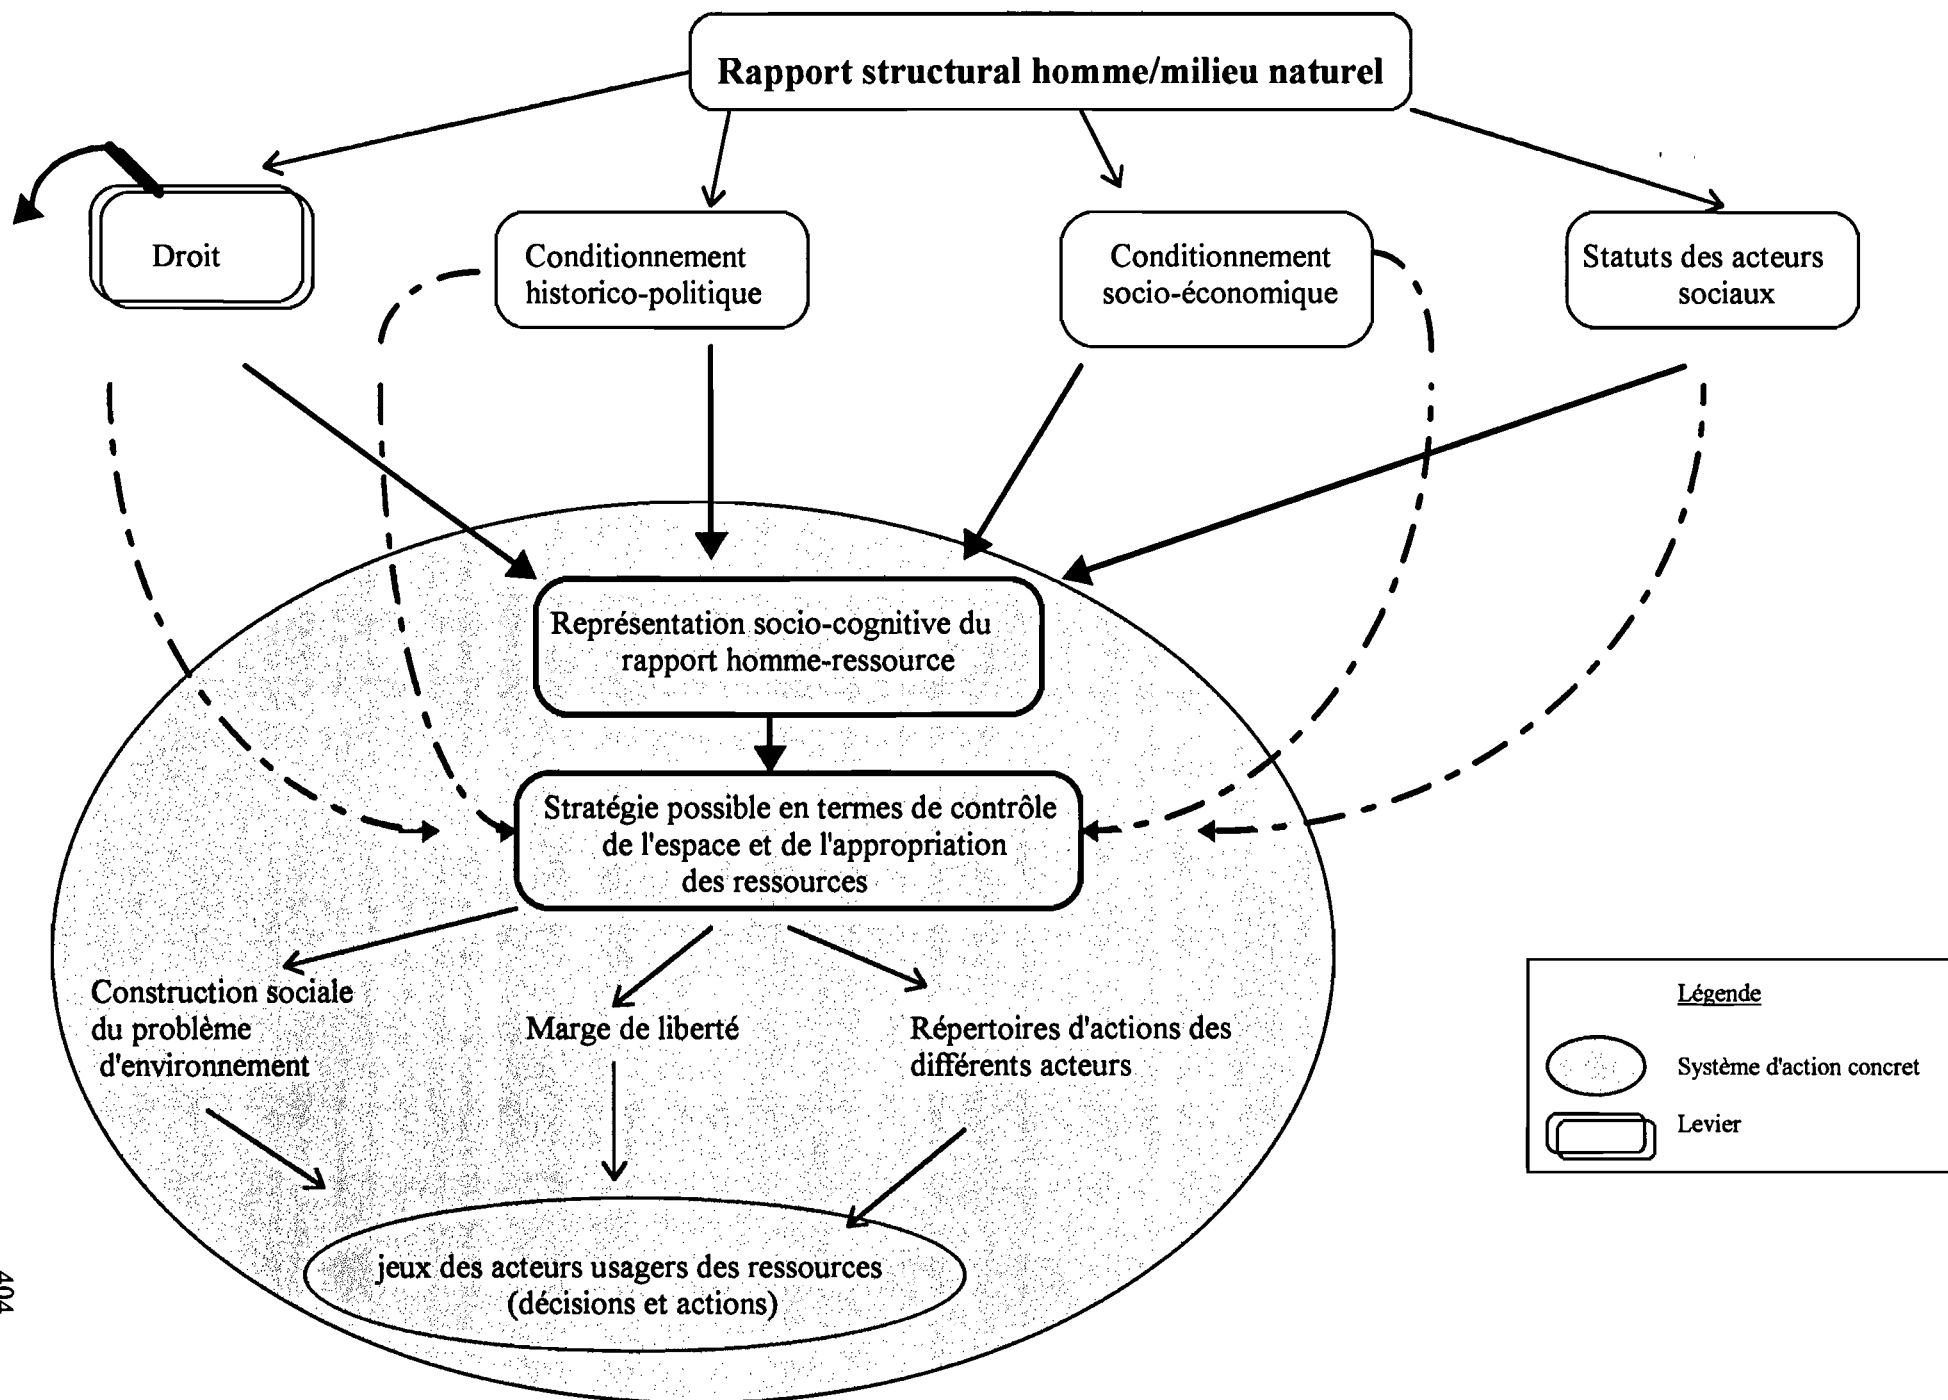 Rapport structural homme/milieu naturel
Droit
Conditionnement
historico-politique
Conditionnement
socio-économique
Statuts des acteurs
sociaux
Représentation socio-cognitive du
rapport homme-ressource
Stratégie possible en termes de contrôle
de l'espace et de l'appropriation
des ressources
Construction sociale
du problème
d'environnement
Marge de liberté
Répertoires d'actions des
différents acteurs
jeux des acteurs usagers des ressources
(décisions et actions)
Légende
Système d'action concret
Levier
404